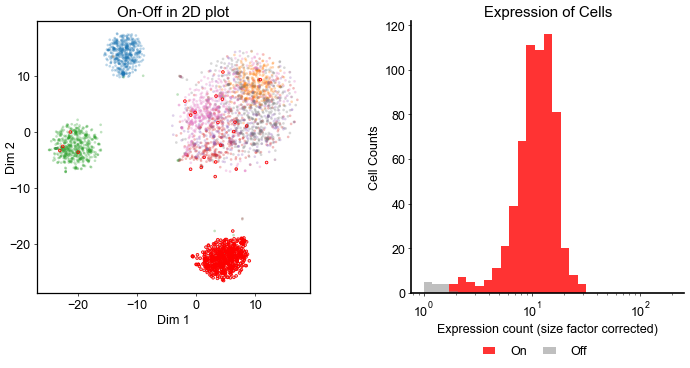 On-Off in 2D plot
10
0
−10
−20
Dim 2
−20
−10
0
10
Dim 1
Expression of Cells
120
100
80
60
40
20
0
Cell Counts
10⁰
10¹
10²
Expression count (size factor corrected)
On
Off